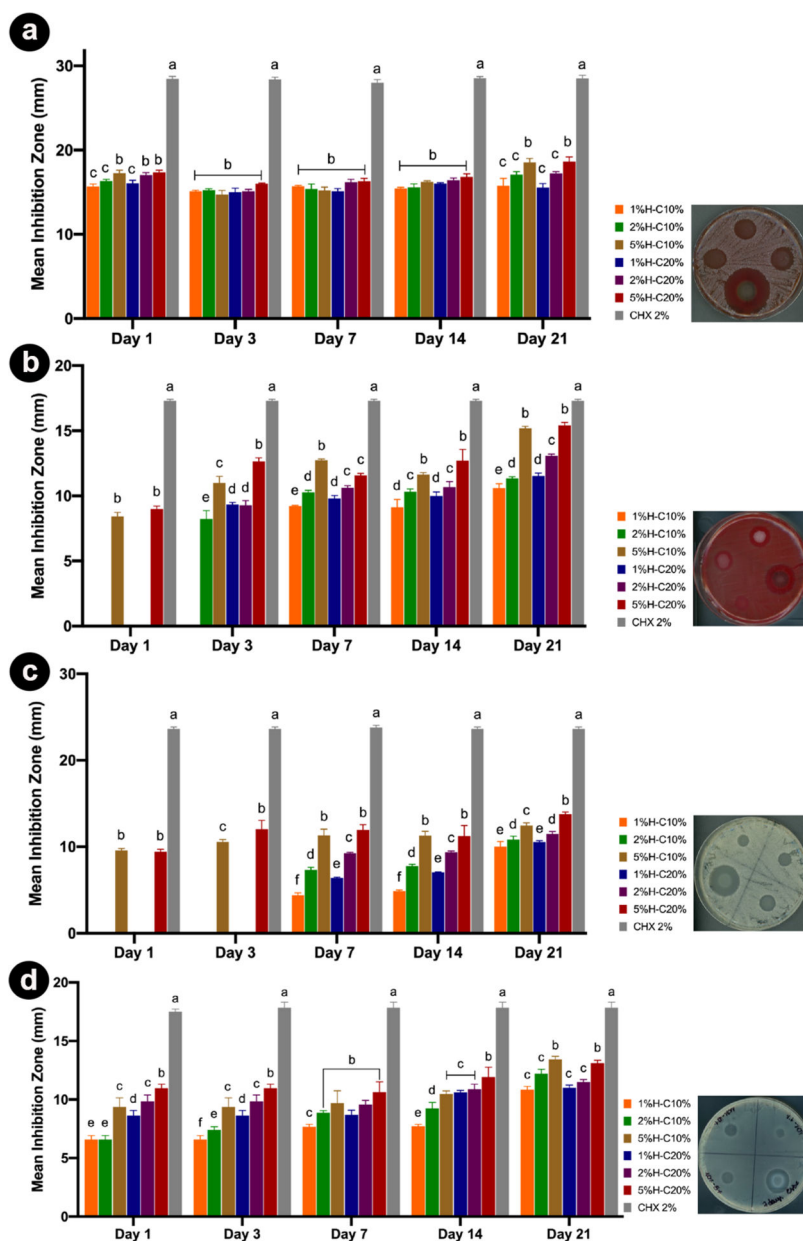 a
Mean Inhibition Zone (mm)
30
20
10
0
c c b c b b a
b a
b a
b a
c c b c c b a
Day 1 Day 3 Day 7 Day 14 Day 21
1%H-C10%
2%H-C10%
5%H-C10%
1%H-C20%
2%H-C20%
5%H-C20%
CHX 2%
b
Mean Inhibition Zone (mm)
20
15
10
5
0
b b a
e c d d b a
e d b d c c a
d c b c c b a
e d b d c b a
Day 1 Day 3 Day 7 Day 14 Day 21
1%H-C10%
2%H-C10%
5%H-C10%
1%H-C20%
2%H-C20%
5%H-C20%
CHX 2%
c
Mean Inhibition Zone (mm)
30
20
10
0
b b a
c b a
f d b e c b a
f d b e c b a
e d c e d b a
Day 1 Day 3 Day 7 Day 14 Day 21
1%H-C10%
2%H-C10%
5%H-C10%
1%H-C20%
2%H-C20%
5%H-C20%
CHX 2%
d
Mean Inhibition Zone (mm)
20
15
10
5
0
e e c d c b a
f e c d c b a
c b a
e d c b a
c c b c c b a
Day 1 Day 3 Day 7 Day 14 Day 21
1%H-C10%
2%H-C10%
5%H-C10%
1%H-C20%
2%H-C20%
5%H-C20%
CHX 2%